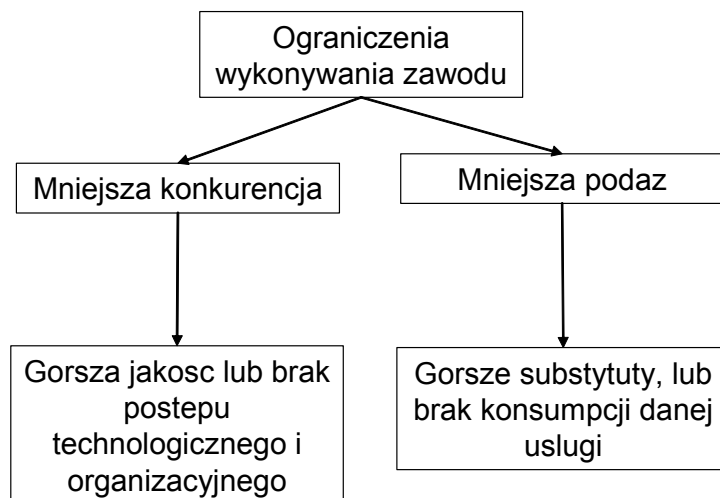 Ograniczenia
wykonywania zawodu
Mniejsza konkurencja
Mniejsza podaz
Gorsza jakosc lub brak
postepu
technologicznego i
organizacyjnego
Gorsze substytuty, lub
brak konsumpcji danej
uslugi